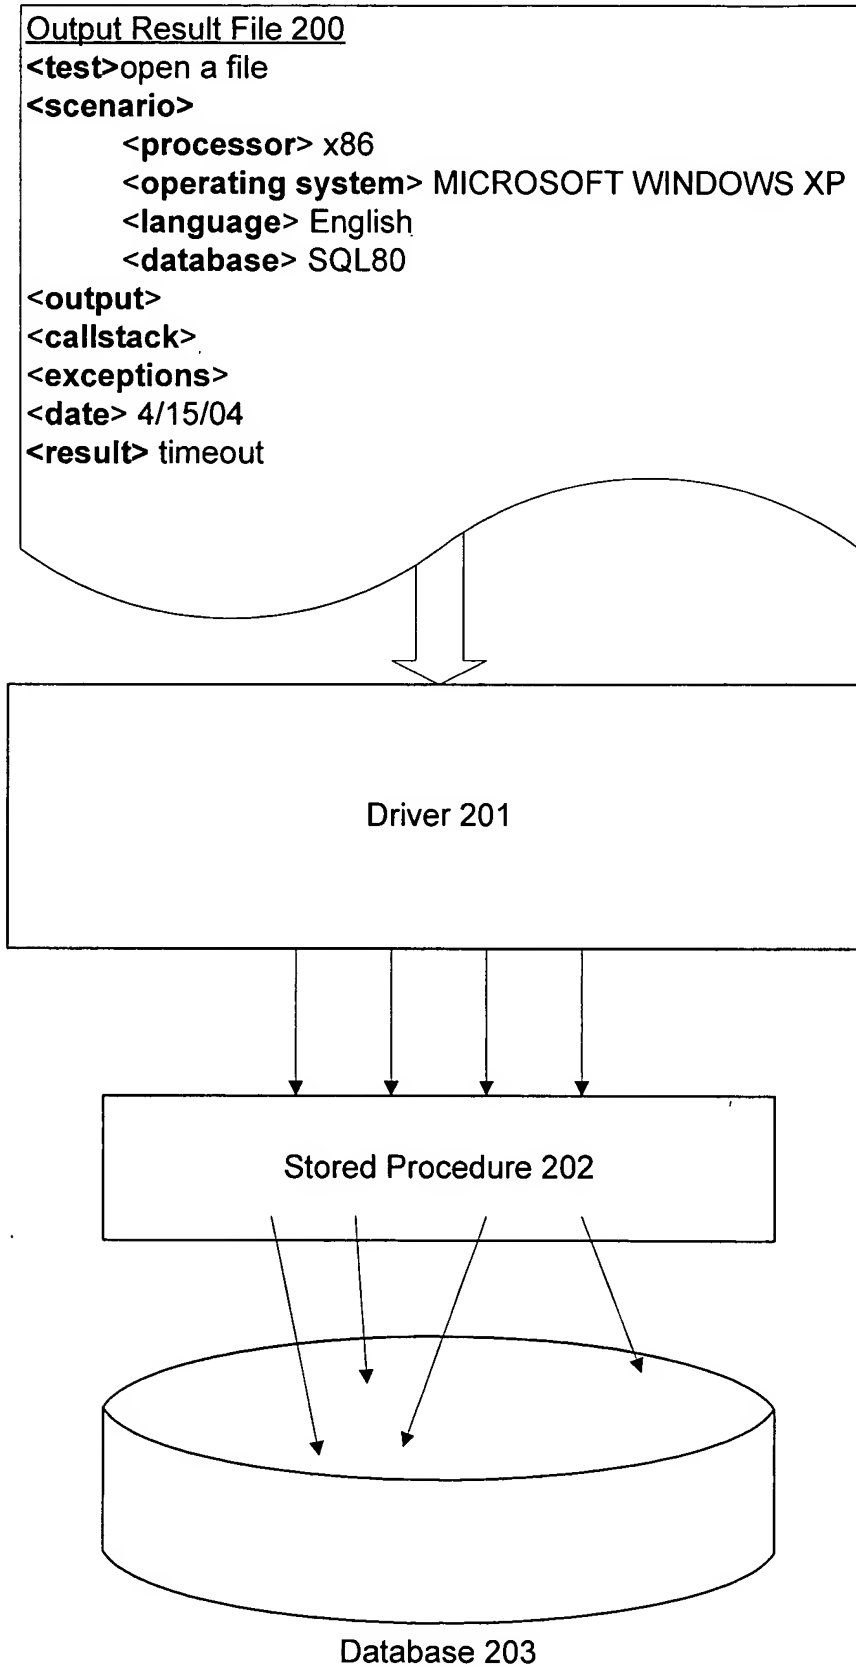 Output Result File 200
<test>open a file
<scenario>
<processor> x86
<operating system> MICROSOFT WINDOWS XP
<language> English
<database> SQL80
<output>
<callstack>
<exceptions>
<date> 4/15/04
<result> timeout
Driver 201
Stored Procedure 202
Database 203